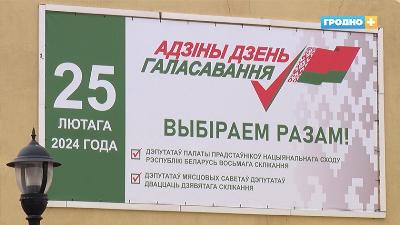 ГРОДНО
25
ЛЮТАГА
2024 ГОДА
АДЗІНЫ ДЗЕНЬ
ГАЛАСАВАННЯ
ВЫБІРАЕМ РАЗАМ!
ДЭПУТАТАЎ ПАЛАТЫ ПРАДСТАЎНІКОЎ НАЦЫЯНАЛЬНАГА СХОДУ
РЭСПУБЛІКІ БЕЛАРУСЬ ВОСЬМАГА СКЛІКАННЯ
ДЭПУТАТАЎ МЯСЦОВЫХ САВЕТАЎ ДЭПУТАТАЎ
ДВАЦЦАЦЬ ДЗЯВЯТАГА СКЛІКАННЯ